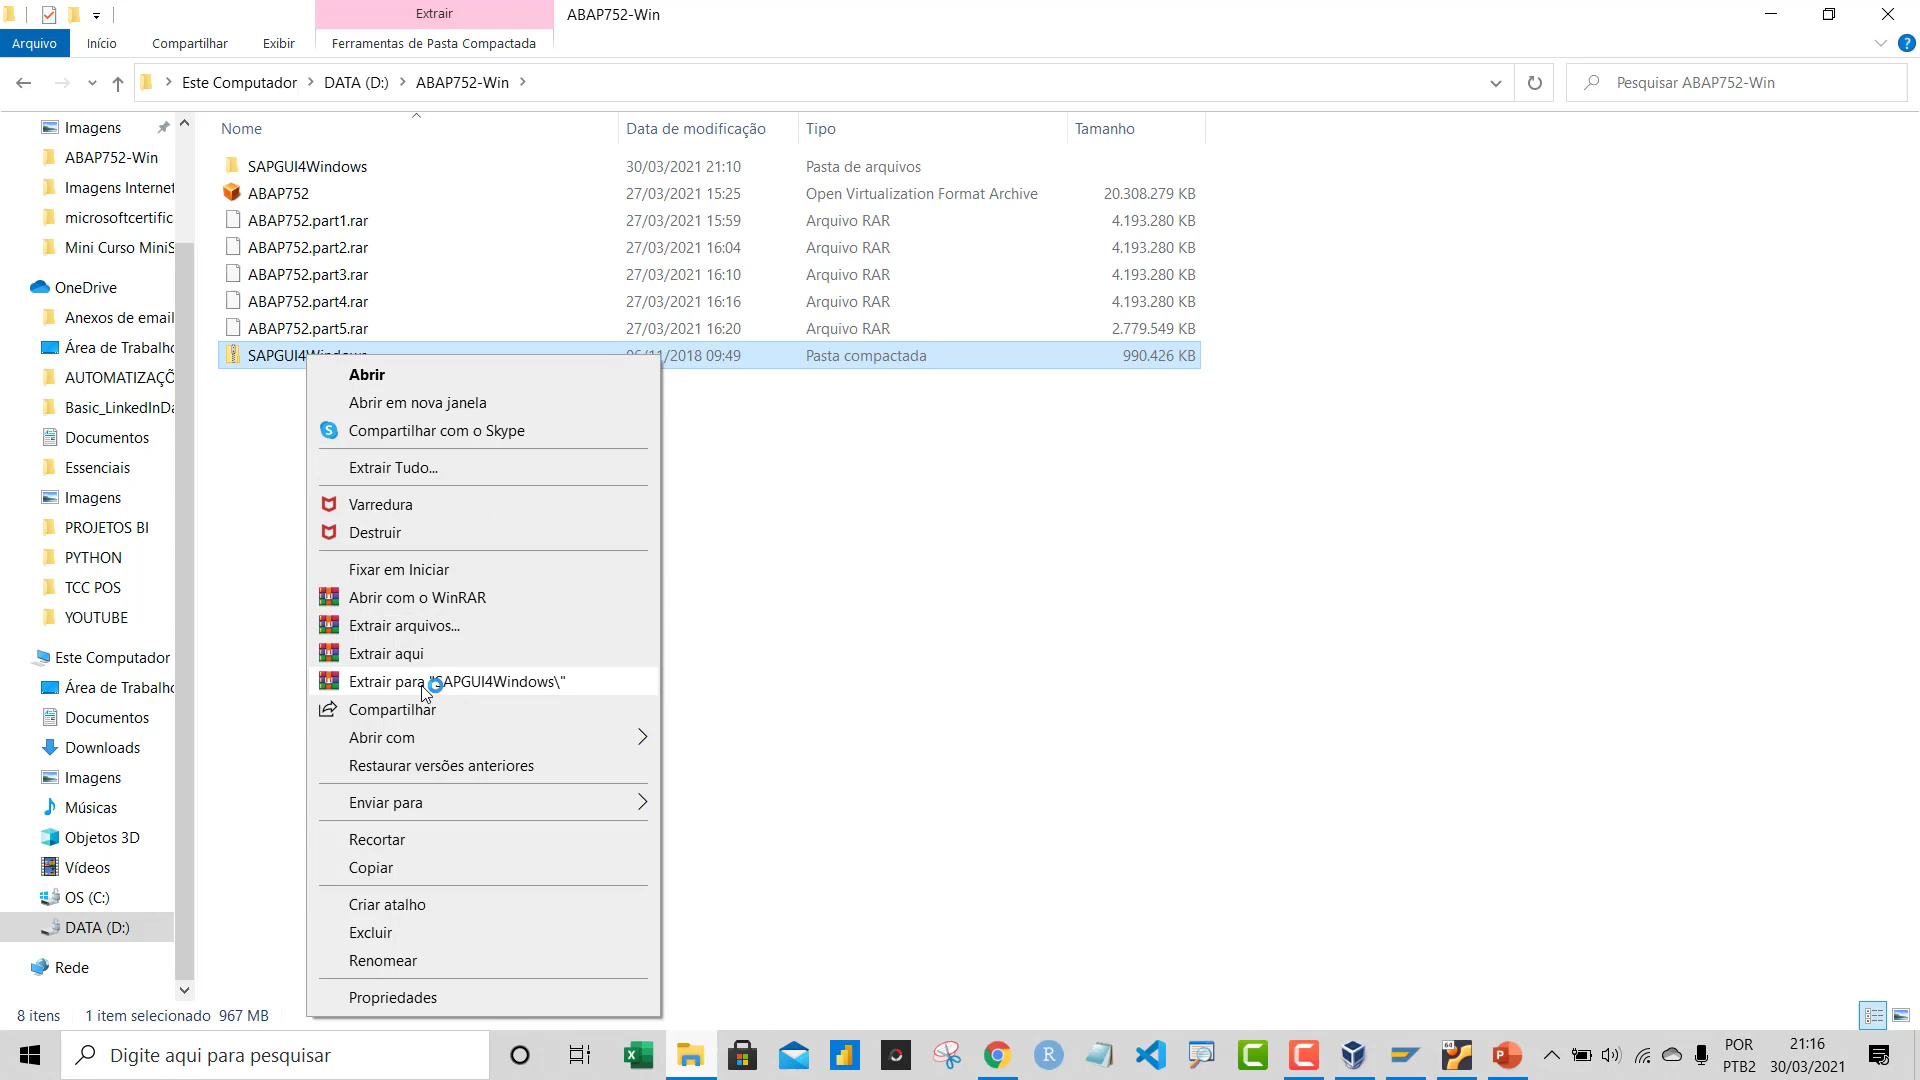 Extrair
ABAP752-Win
Arquivo
Início
Compartilhar
Exibir
Ferramentas de Pasta Compactada
Este Computador
DATA (D:)
ABAP752-Win
Pesquisar ABAP752-Win
Nome
Data de modificação
Tipo
Tamanho
Imagens
ABAP752-Win
Imagens Internet
microsoftcertific
Mini Curso MiniS
OneDrive
Anexos de email
Área de Trabalho
AUTOMATIZAÇÕ
Basic_LinkedInDa
Documentos
Essenciais
Imagens
PROJETOS BI
PYTHON
TCC POS
YOUTUBE
Este Computador
Área de Trabalho
Documentos
Downloads
Imagens
Músicas
Objetos 3D
Vídeos
OS (C:)
DATA (D:)
Rede
SAPGUI4Windows 30/03/2021 21:10 Pasta de arquivos
ABAP752 27/03/2021 15:25 Open Virtualization Format Archive 20.308.279 KB
ABAP752.part1.rar 27/03/2021 15:59 Arquivo RAR 4.193.280 KB
ABAP752.part2.rar 27/03/2021 16:04 Arquivo RAR 4.193.280 KB
ABAP752.part3.rar 27/03/2021 16:10 Arquivo RAR 4.193.280 KB
ABAP752.part4.rar 27/03/2021 16:16 Arquivo RAR 4.193.280 KB
ABAP752.part5.rar 27/03/2021 16:20 Arquivo RAR 2.779.549 KB
SAPGUI4Windows 06/11/2018 09:49 Pasta compactada 990.426 KB
Abrir
Abrir em nova janela
Compartilhar com o Skype
Extrair Tudo...
Varredura
Destruir
Fixar em Iniciar
Abrir com o WinRAR
Extrair arquivos...
Extrair aqui
Extrair para "SAPGUI4Windows\"
Compartilhar
Abrir com
Restaurar versões anteriores
Enviar para
Recortar
Copiar
Criar atalho
Excluir
Renomear
Propriedades
8 itens 1 item selecionado 967 MB
Digite aqui para pesquisar
POR
PTB2
21:16
30/03/2021